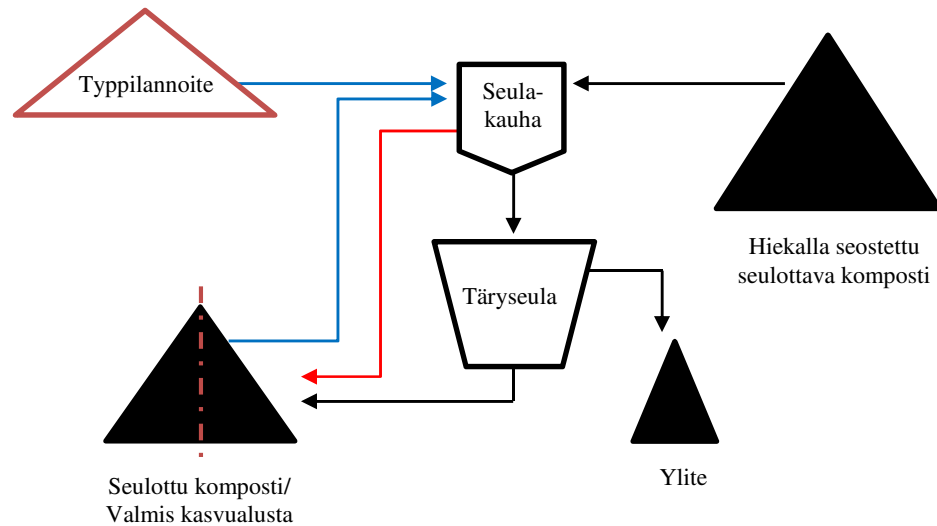 Typpilannoite
Seula-
kauha
Hiekalla seostettu
seulottava komposti
Täryseula
Seulottu komposti/
Valmis kasvualusta
Ylite